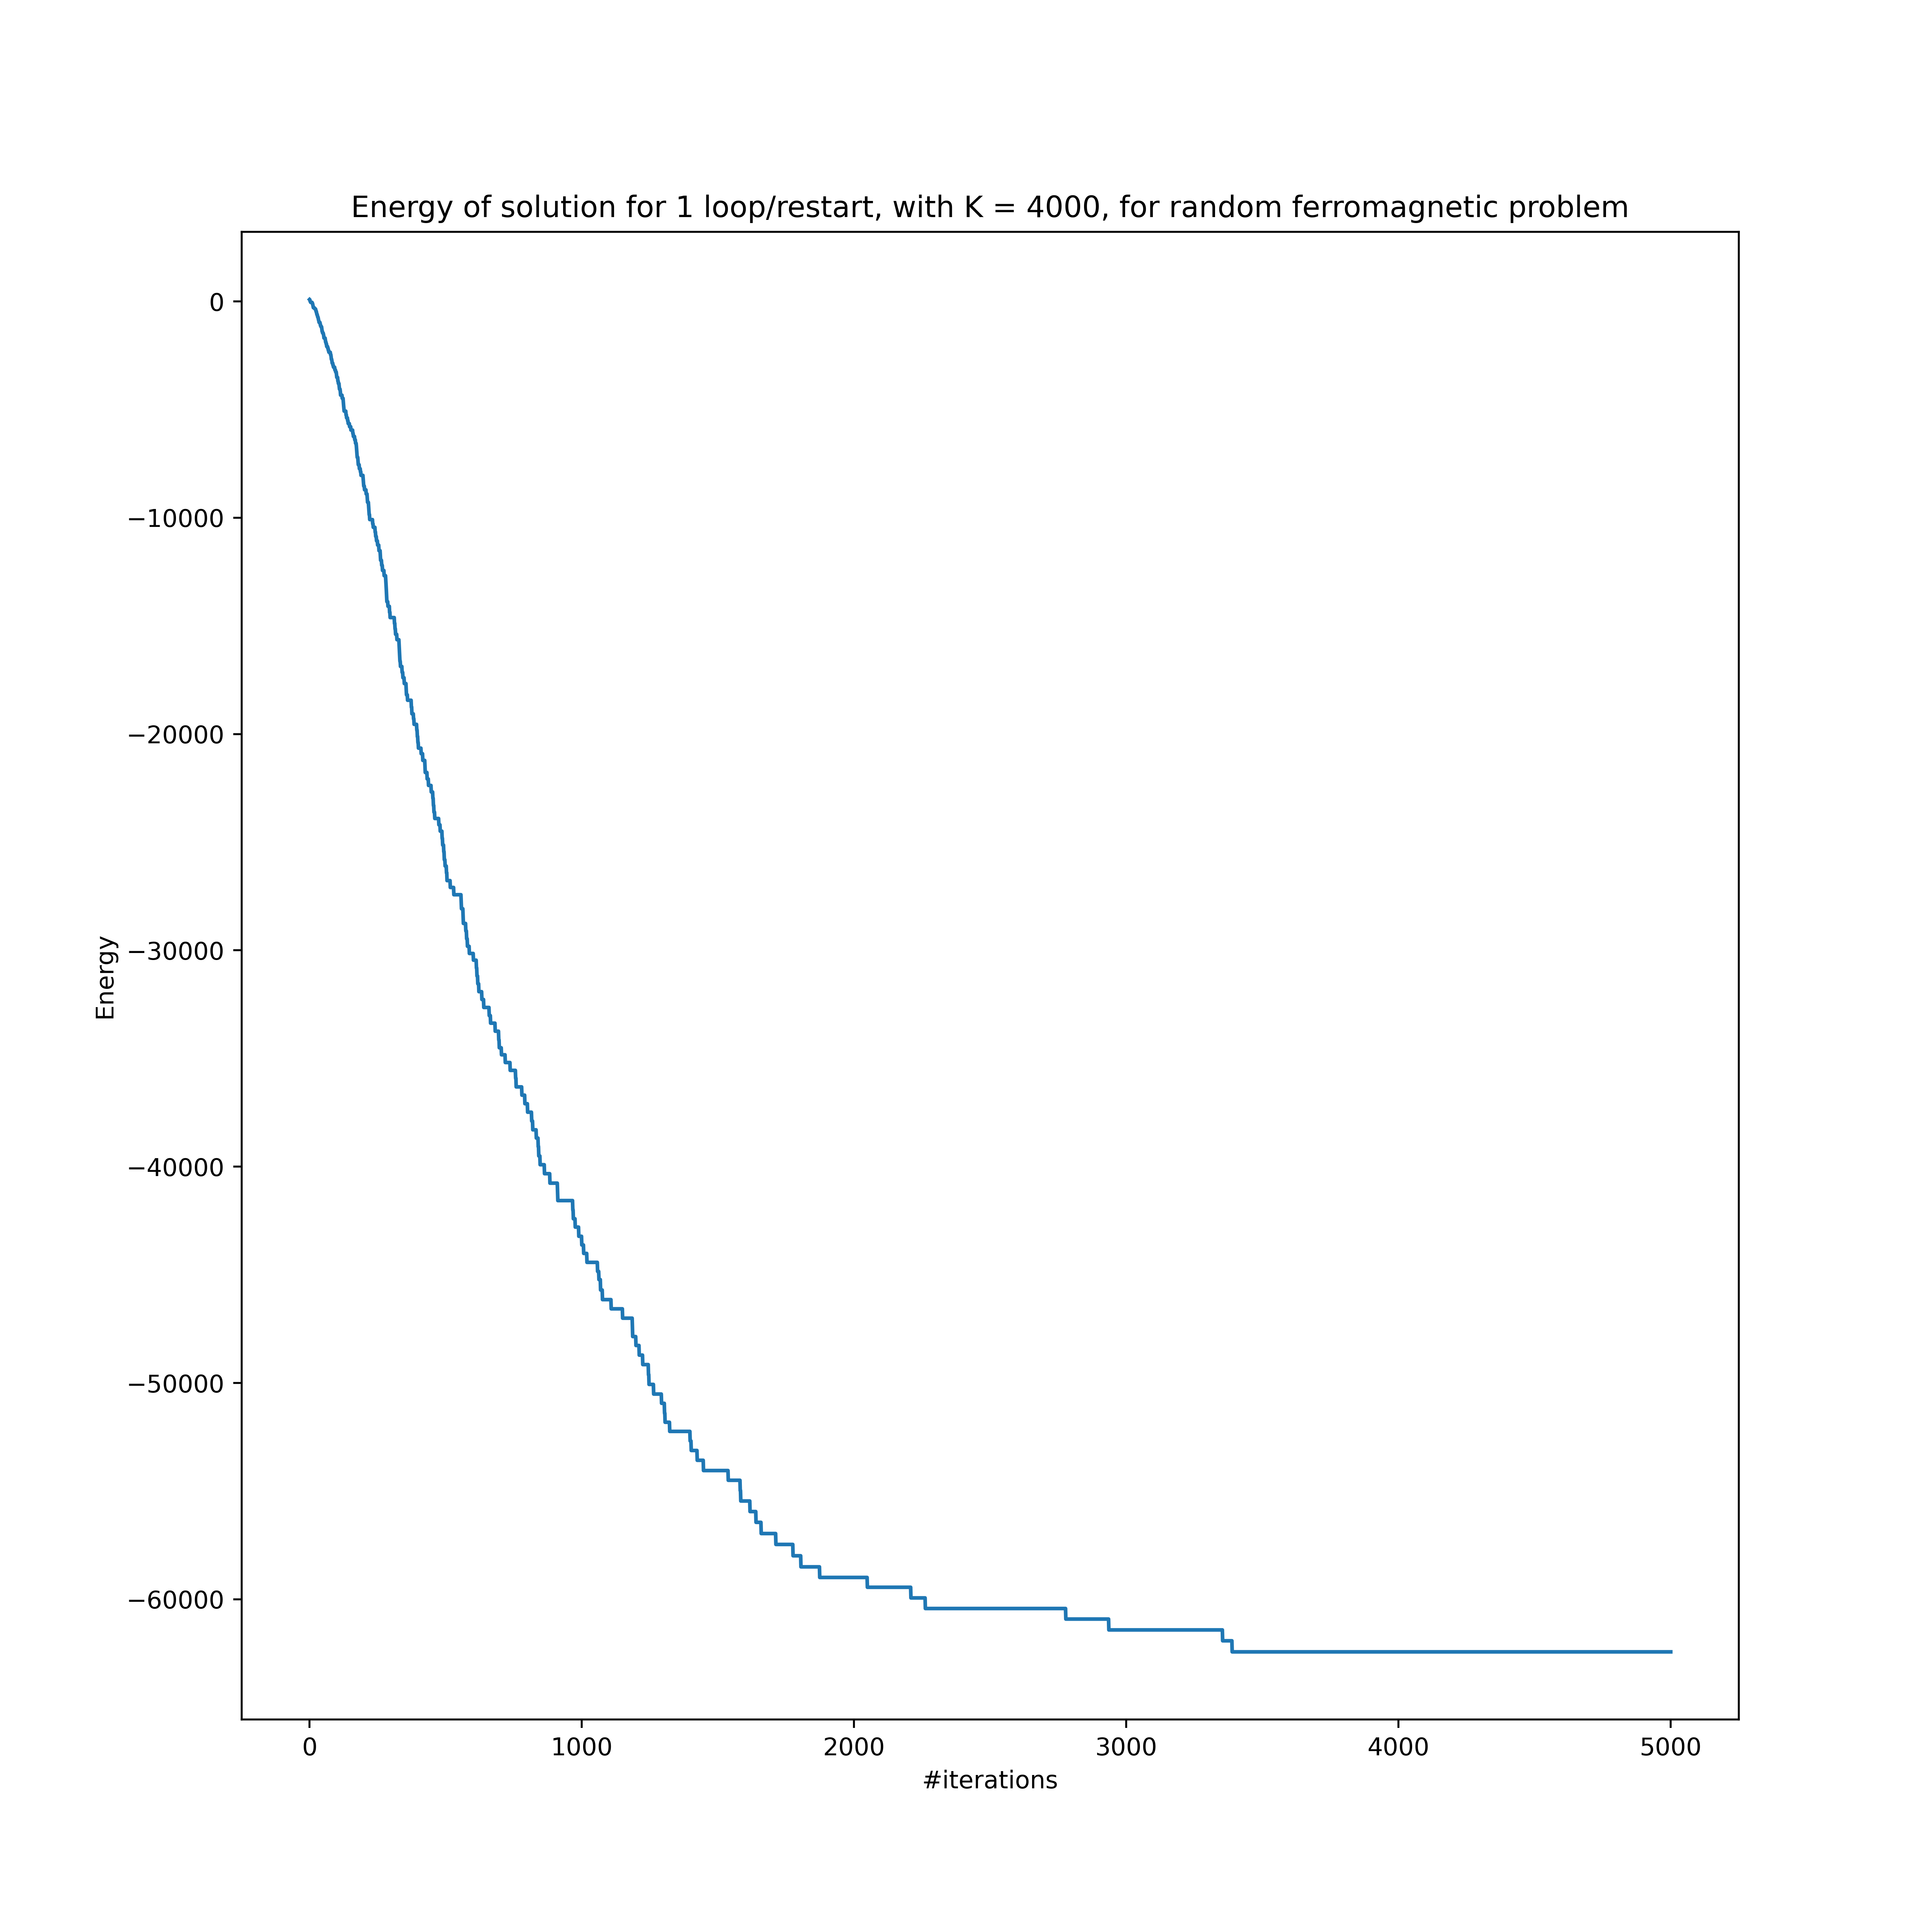 Energy of solution for 1 loop/restart, with K = 4000, for random ferromagnetic problem
0
−10000
−20000
−30000
−40000
−50000
−60000
Energy
0 1000 2000 3000 4000 5000
#iterations